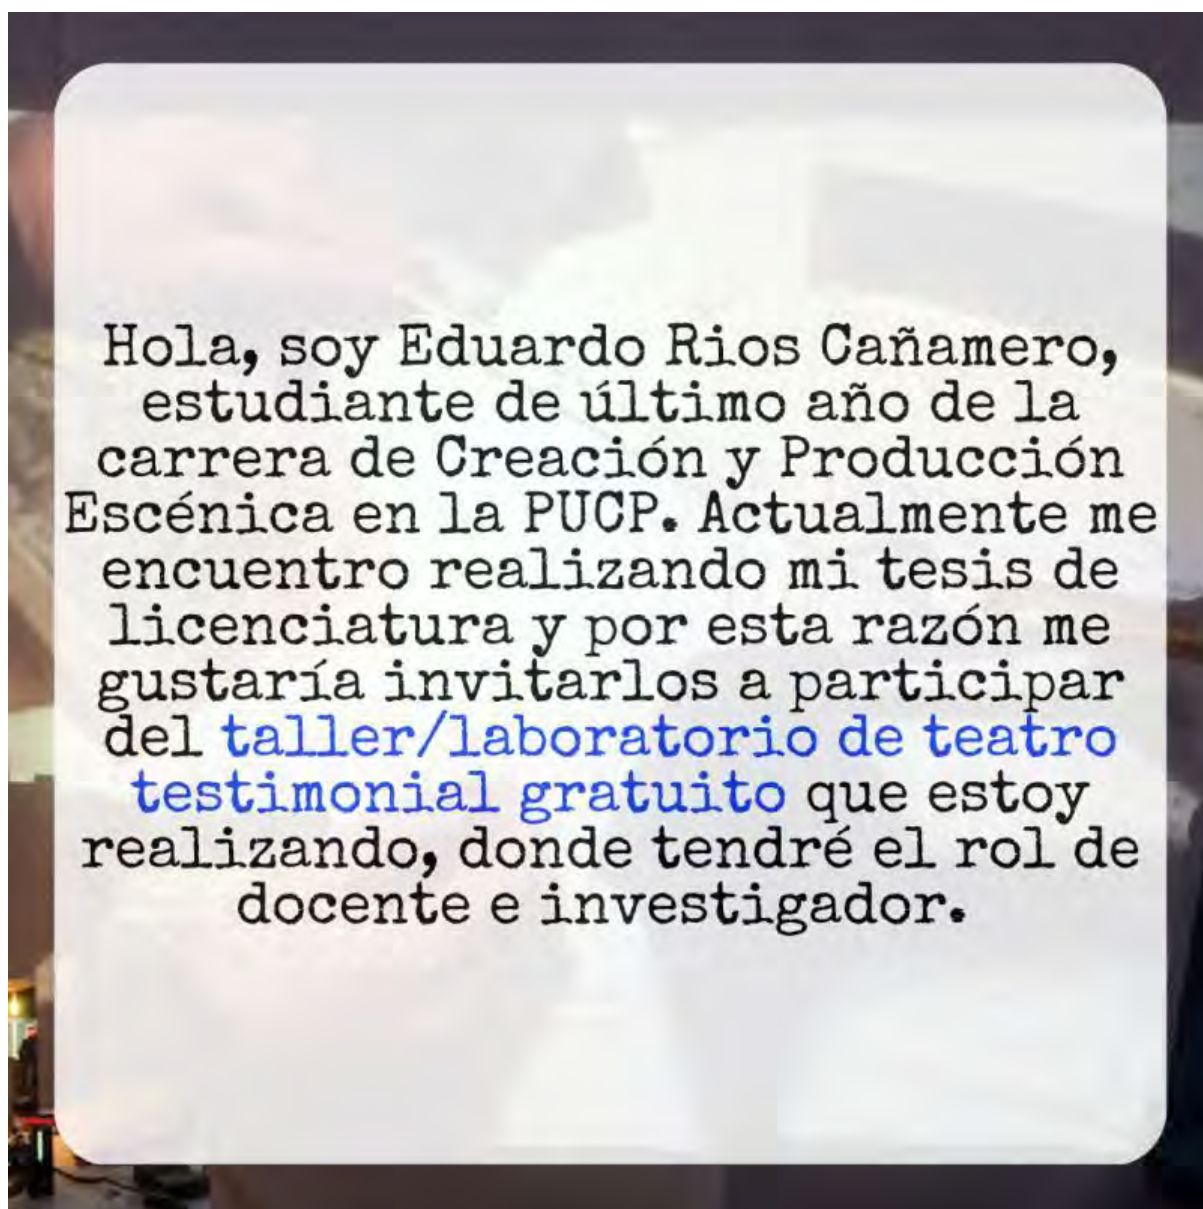 Hola, soy Eduardo Rios Cañamero,
estudiante de último año de la
carrera de Creación y Producción
Escénica en la PUCP. Actualmente me
encuentro realizando mi tesis de
licenciatura y por esta razón me
gustaría invitarlos a participar
del taller/laboratorio de teatro
testimonial gratuito que estoy
realizando, donde tendré el rol de
docente e investigador.